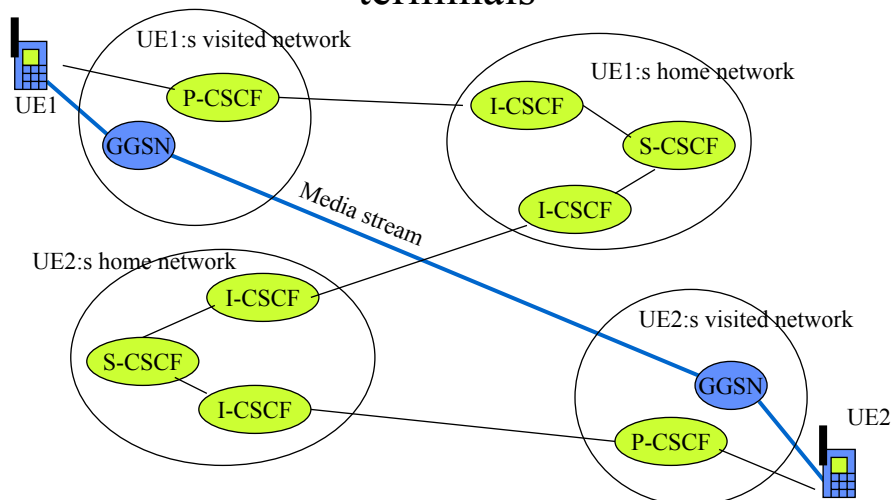 terminals
UE1:s visited network
UE1:s home network
UE1
P-CSCF
I-CSCF
GGSN
S-CSCF
I-CSCF
Media stream
UE2:s home network
I-CSCF
UE2:s visited network
S-CSCF
GGSN
I-CSCF
UE2
P-CSCF